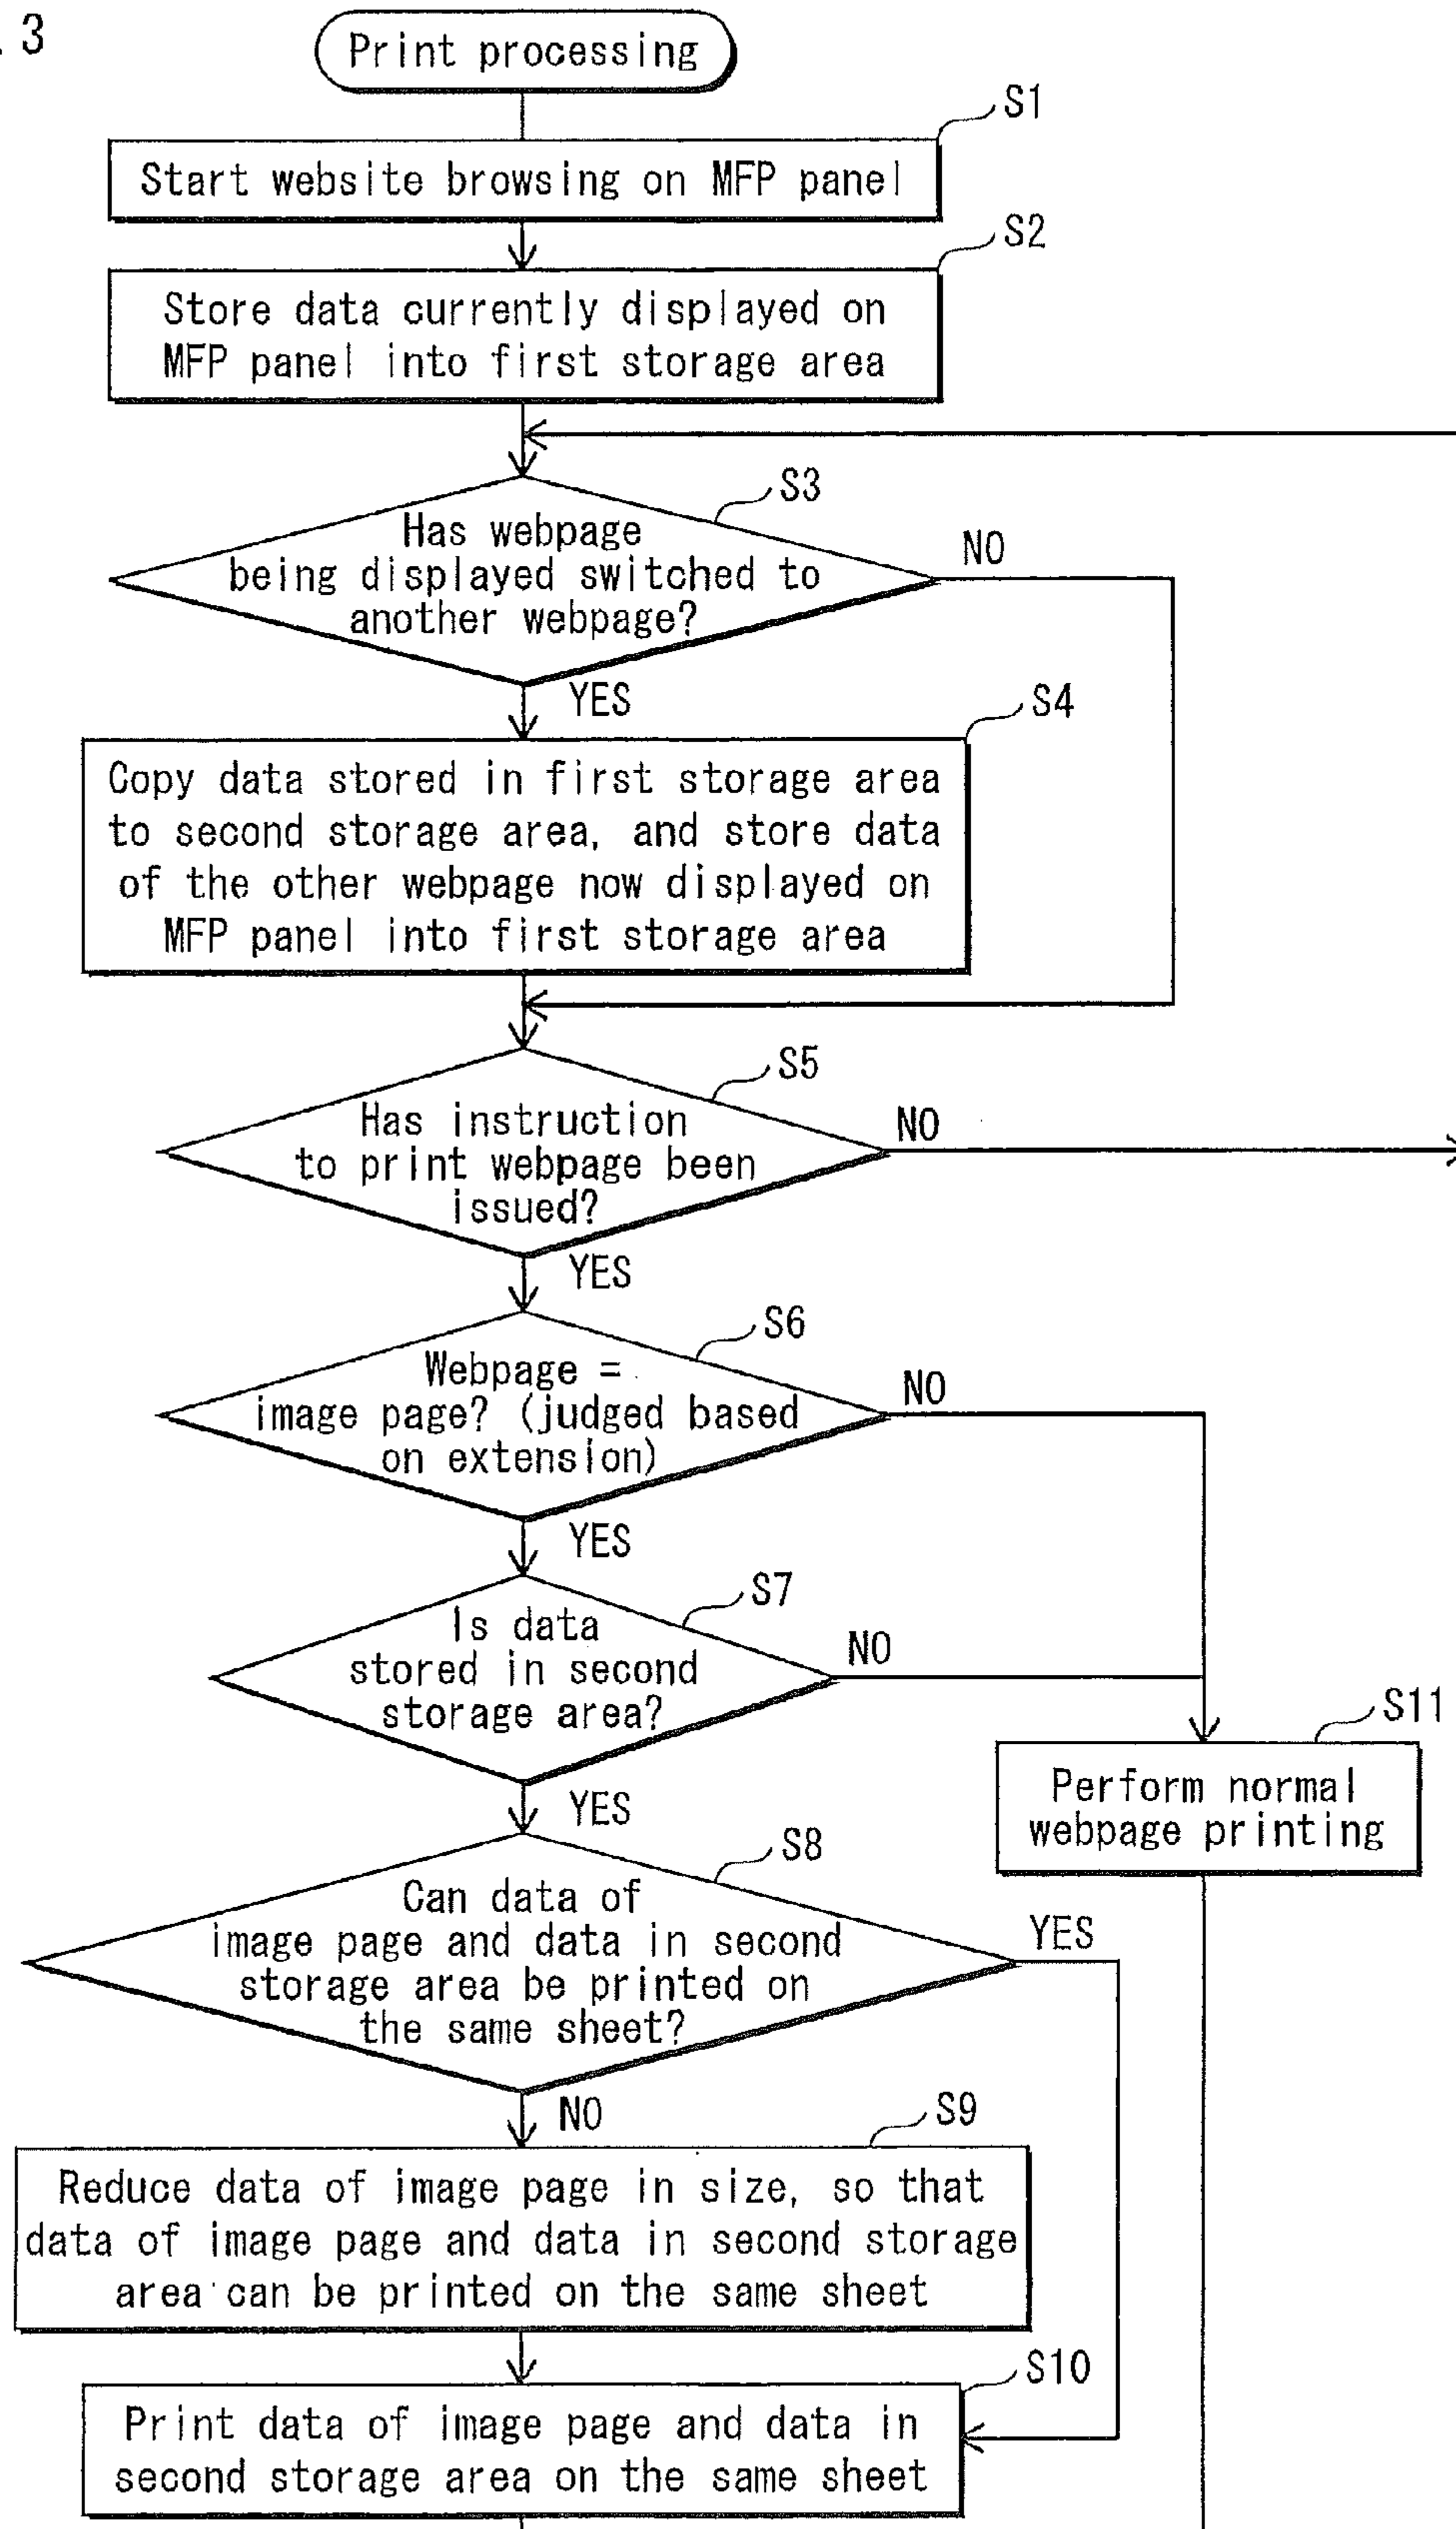 . 3
Print processing
S1
Start website browsing on MFP panel
S2
Store data currently displayed on
MFP panel into first storage area
S3
Has webpage
being displayed switched to
another webpage?
NO
YES
S4
Copy data stored in first storage area
to second storage area, and store data
of the other webpage now displayed on
MFP panel into first storage area
S5
Has instruction
to print webpage been
issued?
NO
YES
S6
Webpage =
image page? (judged based
on extension)
NO
YES
S7
Is data
stored in second
storage area?
NO
YES
S11
Perform normal
webpage printing
S8
Can data of
image page and data in second
storage area be printed on
the same sheet?
YES
NO
S9
Reduce data of image page in size, so that
data of image page and data in second storage
area can be printed on the same sheet
S10
Print data of image page and data in
second storage area on the same sheet